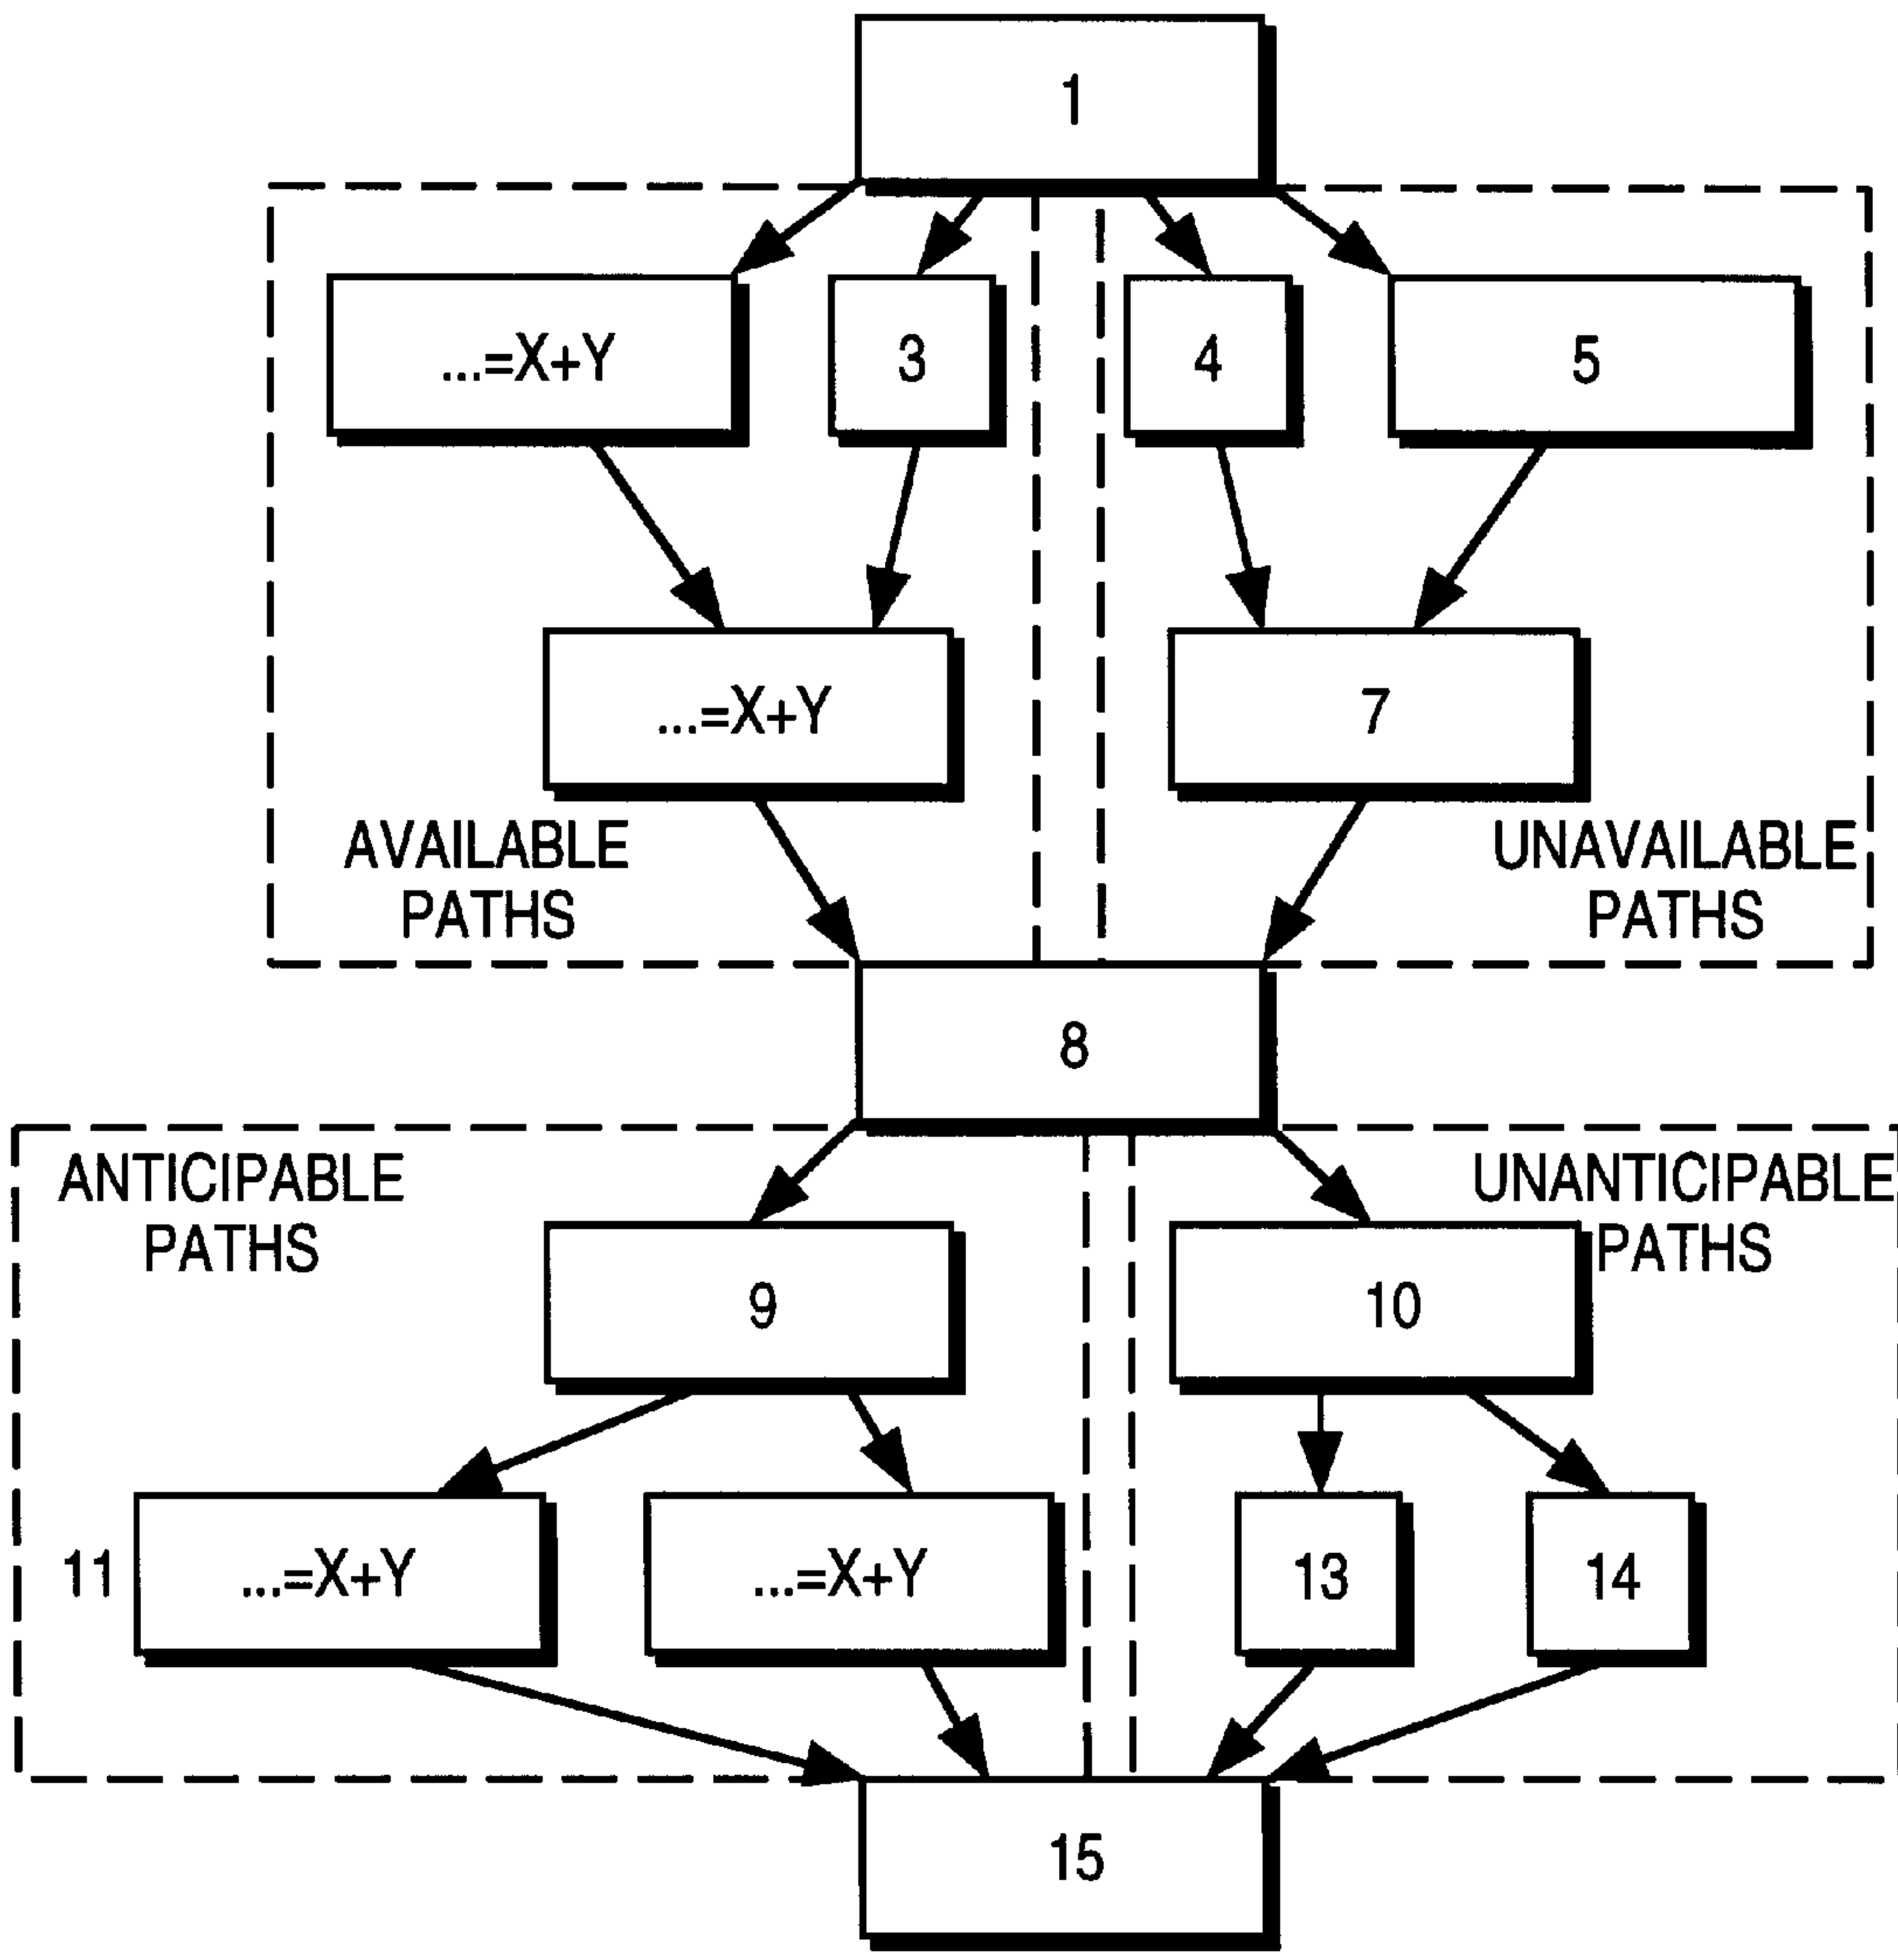 1
...=X+Y
3
4
5
...=X+Y
7
AVAILABLE
PATHS
UNAVAILABLE
PATHS
8
ANTICIPABLE
PATHS
UNANTICIPABLE
PATHS
9
10
11
...=X+Y
...=X+Y
13
14
15